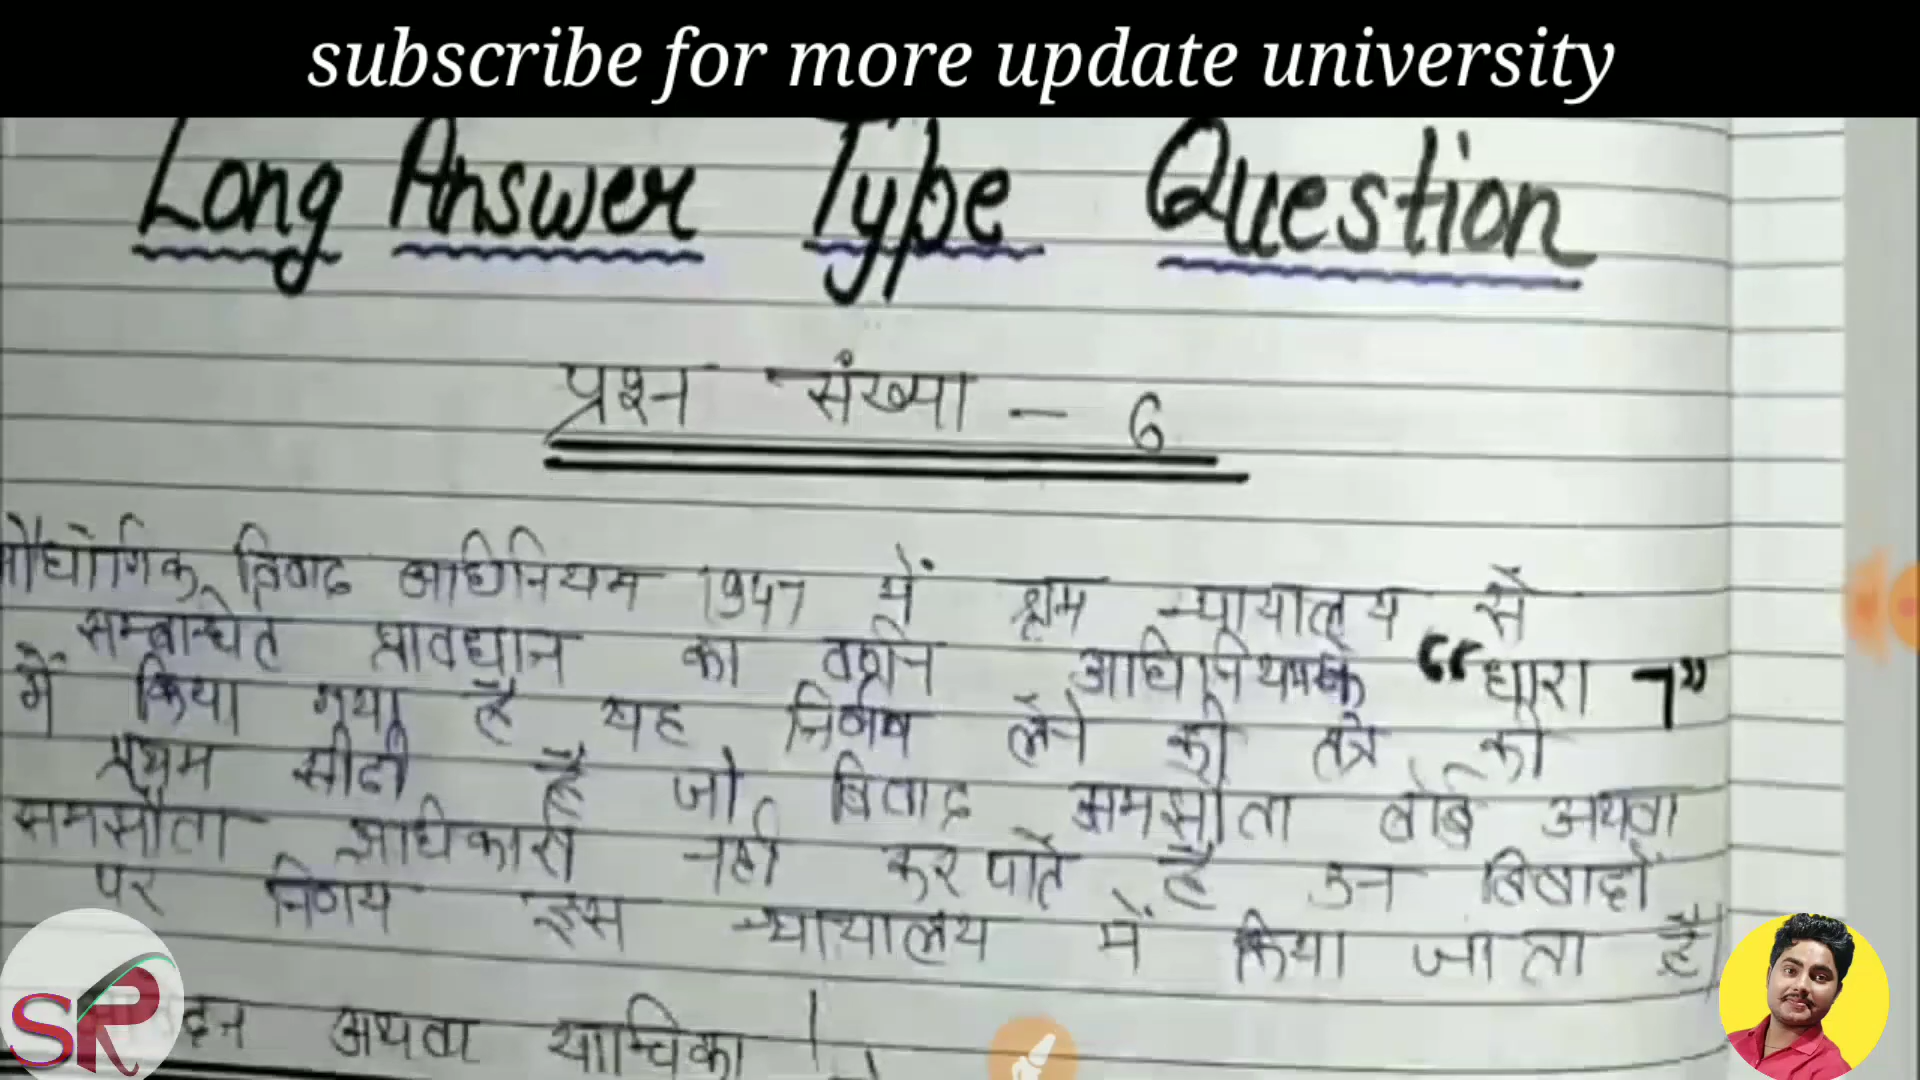 subscribe for more update university
Long Answer Type Question
प्रश्न संख्या - 6
औघोगिक विवाद अधिनियम 1947 में श्रम न्यायालय से
सम्बन्धित प्रावधान का वर्णन अधिनियम के "धारा 7"
में किया गया है यह निर्णय लेने की तंत्र की
प्रथम सीढी है जो विवाद समझौता बोर्ड अथवा
समझौता अधिकारी नही कर पाते है उन विवादों
पर निर्णय इस न्यायालय में किया जाता है|
अथवा याचिका
SR